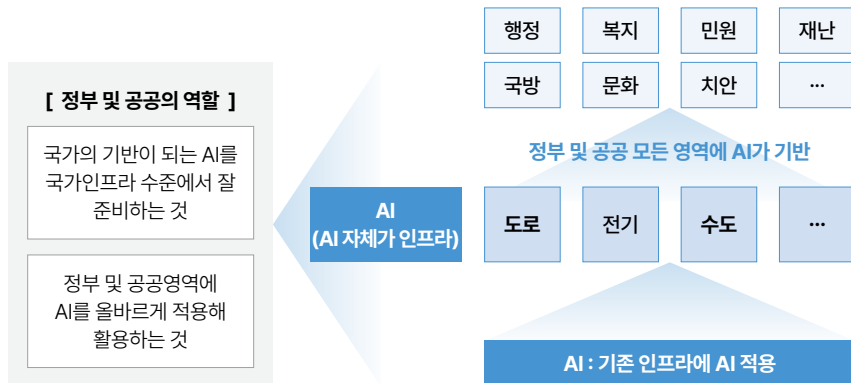 [ 정부 및 공공의 역할 ]
국가의 기반이 되는 AI를
국가인프라 수준에서 잘
준비하는 것
정부 및 공공영역에
AI를 올바르게 적용해
활용하는 것
AI
(AI 자체가 인프라)
행정 복지 민원 재난
국방 문화 치안 ...
정부 및 공공 모든 영역에 AI가 기반
도로 전기 수도 ...
AI : 기존 인프라에 AI 적용